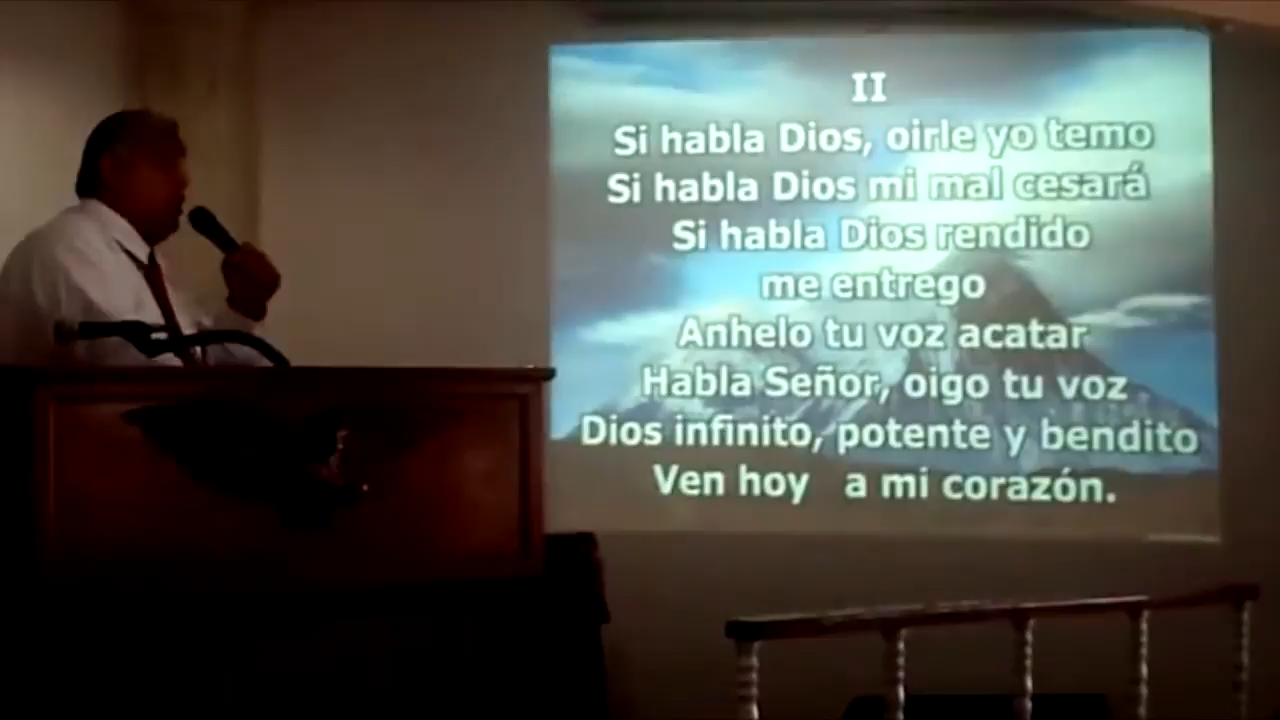 II
Si habla Dios, oirle yo temo
Si habla Dios mi mal cesará
Si habla Dios rendido
me entrego
Anhelo tu voz acatar
Habla Señor, oigo tu voz
Dios infinito, potente y bendito
Ven hoy a mi corazón.